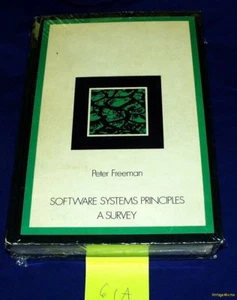 Peter Freeman
SOFTWARE SYSTEMS PRINCIPLES
A SURVEY
61A